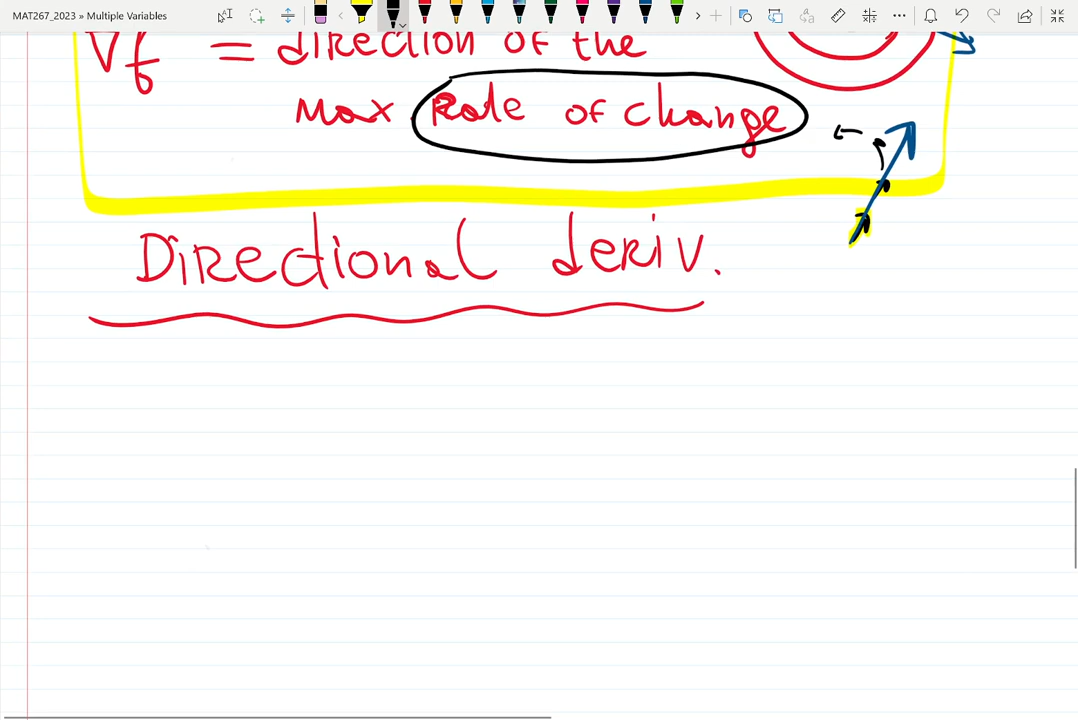 MAT267_2023 » Multiple Variables
∇f = direction of the
Max Rate of change
Directional deriv.